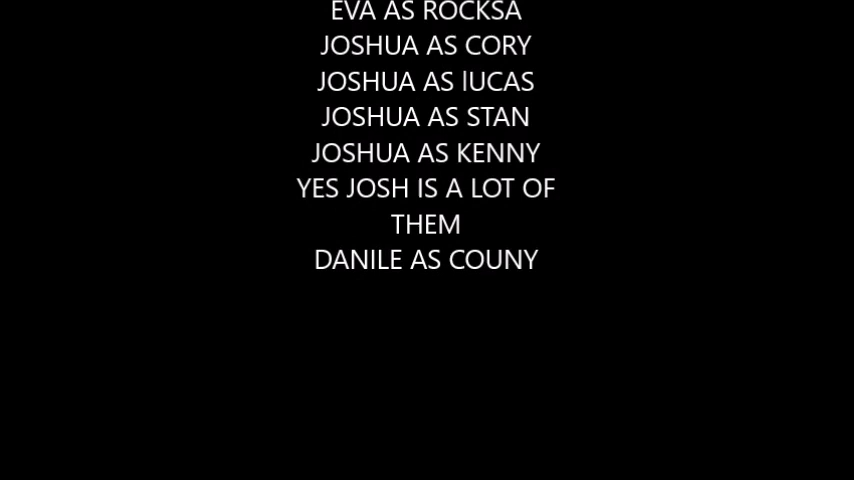 EVA AS ROCKSA
JOSHUA AS CORY
JOSHUA AS lUCAS
JOSHUA AS STAN
JOSHUA AS KENNY
YES JOSH IS A LOT OF
THEM
DANILE AS COUNY